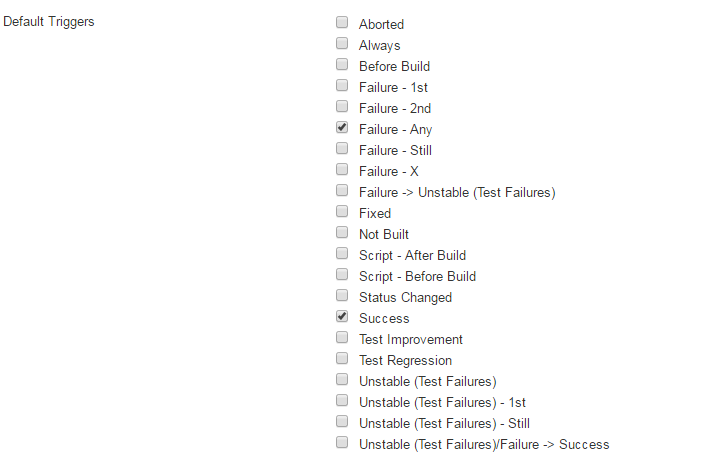 Default Triggers
Aborted
Always
Before Build
Failure - 1st
Failure - 2nd
Failure - Any
Failure - Still
Failure - X
Failure -> Unstable (Test Failures)
Fixed
Not Built
Script - After Build
Script - Before Build
Status Changed
Success
Test Improvement
Test Regression
Unstable (Test Failures)
Unstable (Test Failures) - 1st
Unstable (Test Failures) - Still
Unstable (Test Failures)/Failure -> Success